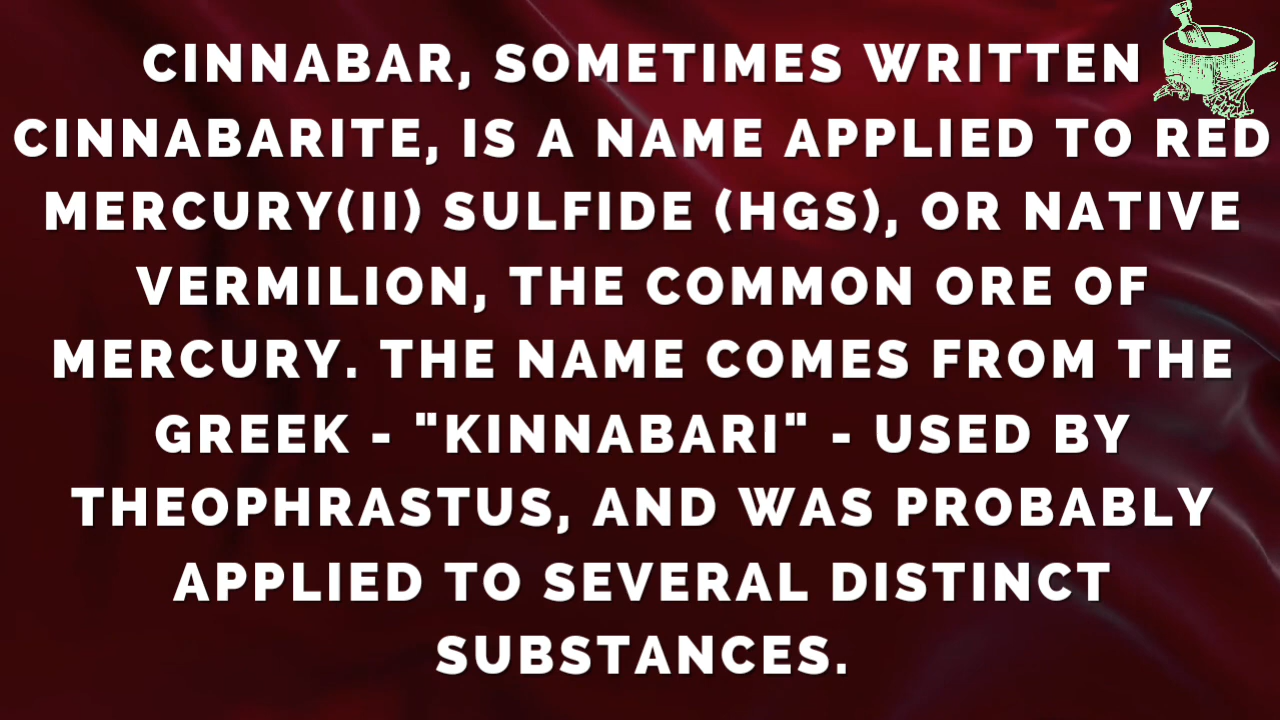 CINNABAR, SOMETIMES WRITTEN
CINNABARITE, IS A NAME APPLIED TO RED
MERCURY(II) SULFIDE (HGS), OR NATIVE
VERMILION, THE COMMON ORE OF
MERCURY. THE NAME COMES FROM THE
GREEK - "KINNABARI" - USED BY
THEOPHRASTUS, AND WAS PROBABLY
APPLIED TO SEVERAL DISTINCT
SUBSTANCES.